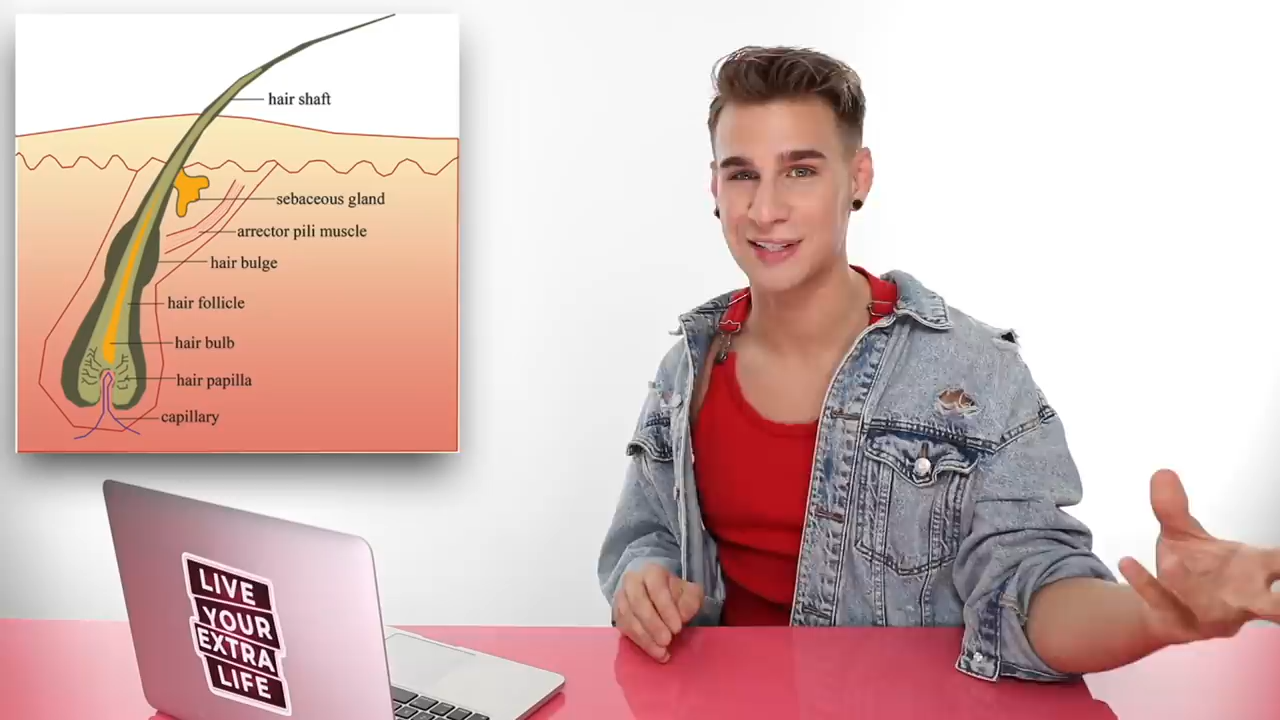 hair shaft
sebaceous gland
arrector pili muscle
hair bulge
hair follicle
hair bulb
hair papilla
capillary
LIVE
YOUR
EXTRA
LIFE